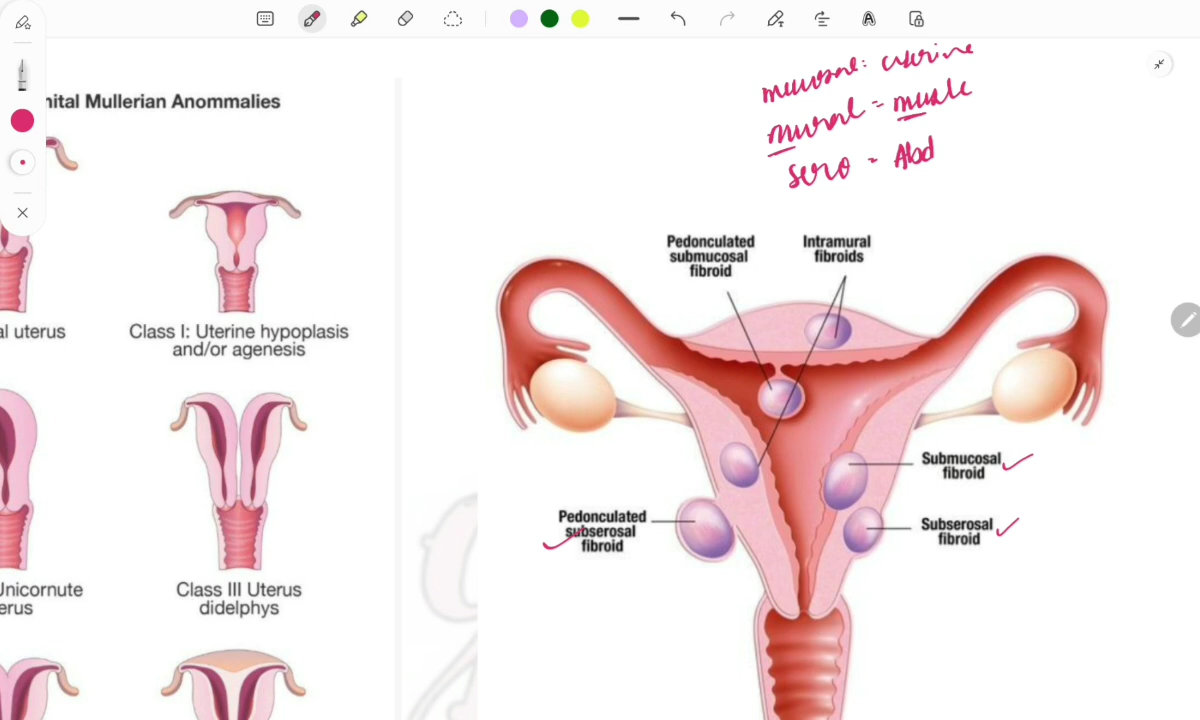 nital Mullerian Anommalies
al uterus
Class I: Uterine hypoplasis
and/or agenesis
Unicornute
erus
Class III Uterus
didelphys
mucosal: uterine
mural = muscle
sero = Abd
Pedonculated
submucosal
fibroid
Intramural
fibroids
Submucosal
fibroid
Subserosal
fibroid
Pedonculated
subserosal
fibroid